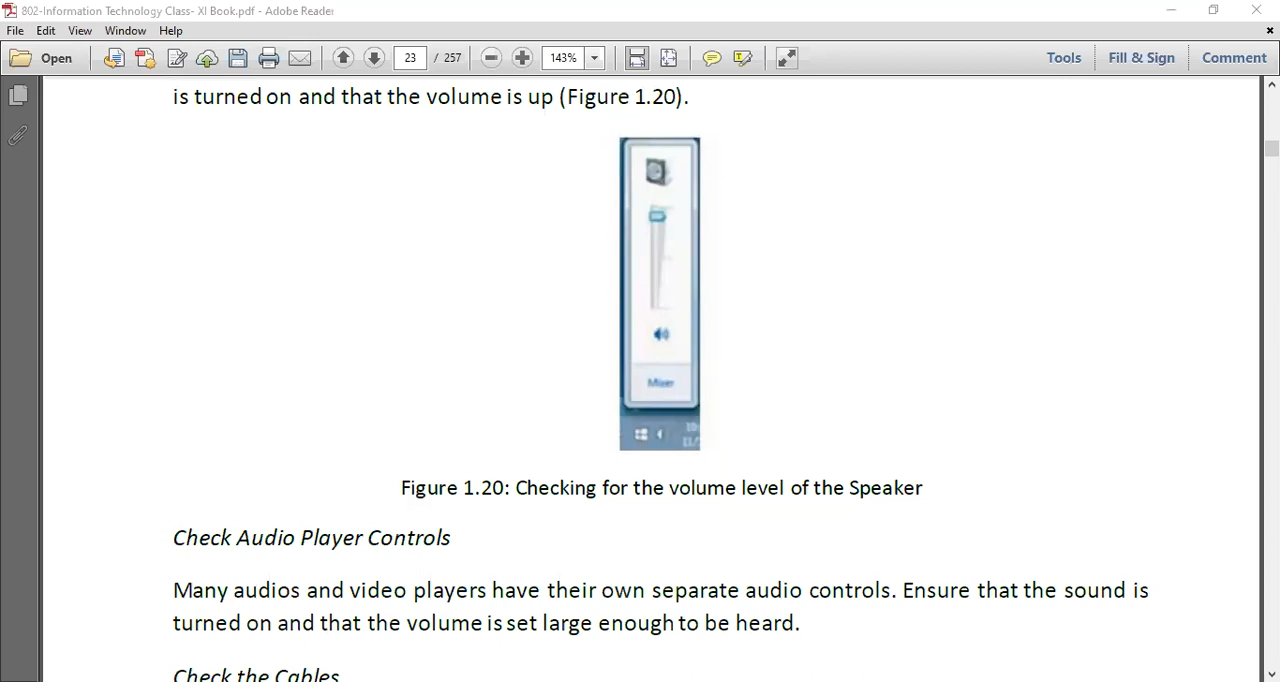 802-Information Technology Class- XI Book.pdf - Adobe Reader
File Edit View Window Help
Open 23 / 257 143% Tools Fill & Sign Comment
is turned on and that the volume is up (Figure 1.20).
Mixer
Figure 1.20: Checking for the volume level of the Speaker
Check Audio Player Controls
Many audios and video players have their own separate audio controls. Ensure that the sound is
turned on and that the volume is set large enough to be heard.
Check the Cables